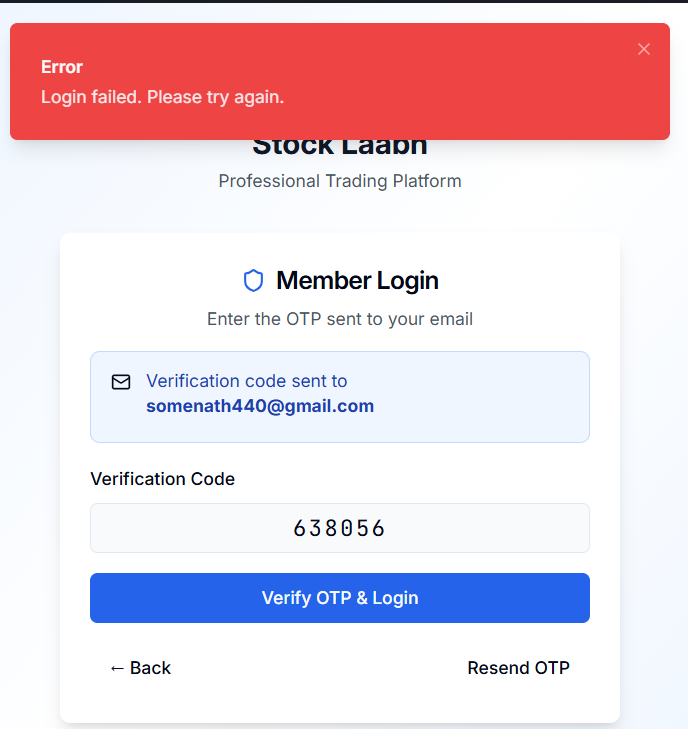 Error
Login failed. Please try again.
Stock Laabh
Professional Trading Platform
Member Login
Enter the OTP sent to your email
Verification code sent to
somenath440@gmail.com
Verification Code
638056
Verify OTP & Login
← Back
Resend OTP